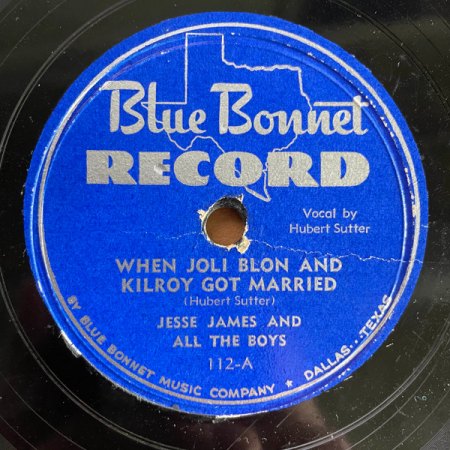 Blue Bonnet
RECORD
Vocal by
Hubert Sutter
WHEN JOLI BLON AND
KILROY GOT MARRIED
(Hubert Sutter)
JESSE JAMES AND
ALL THE BOYS
112-A
BY BLUE BONNET MUSIC COMPANY ★ DALLAS...TEXAS